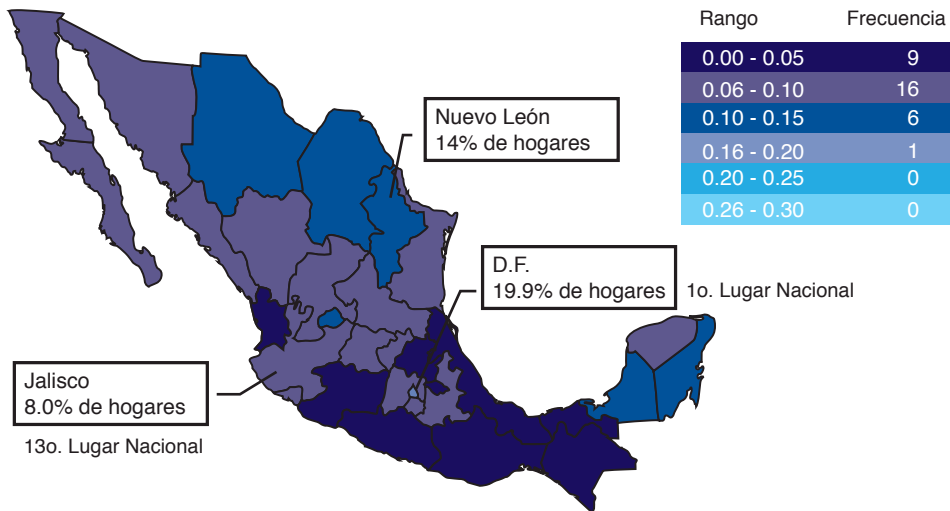 Rango Frecuencia
0.00 - 0.05 9
0.06 - 0.10 16
0.10 - 0.15 6
0.16 - 0.20 1
0.20 - 0.25 0
0.26 - 0.30 0
Nuevo León
14% de hogares
D.F.
19.9% de hogares
1o. Lugar Nacional
Jalisco
8.0% de hogares
13o. Lugar Nacional